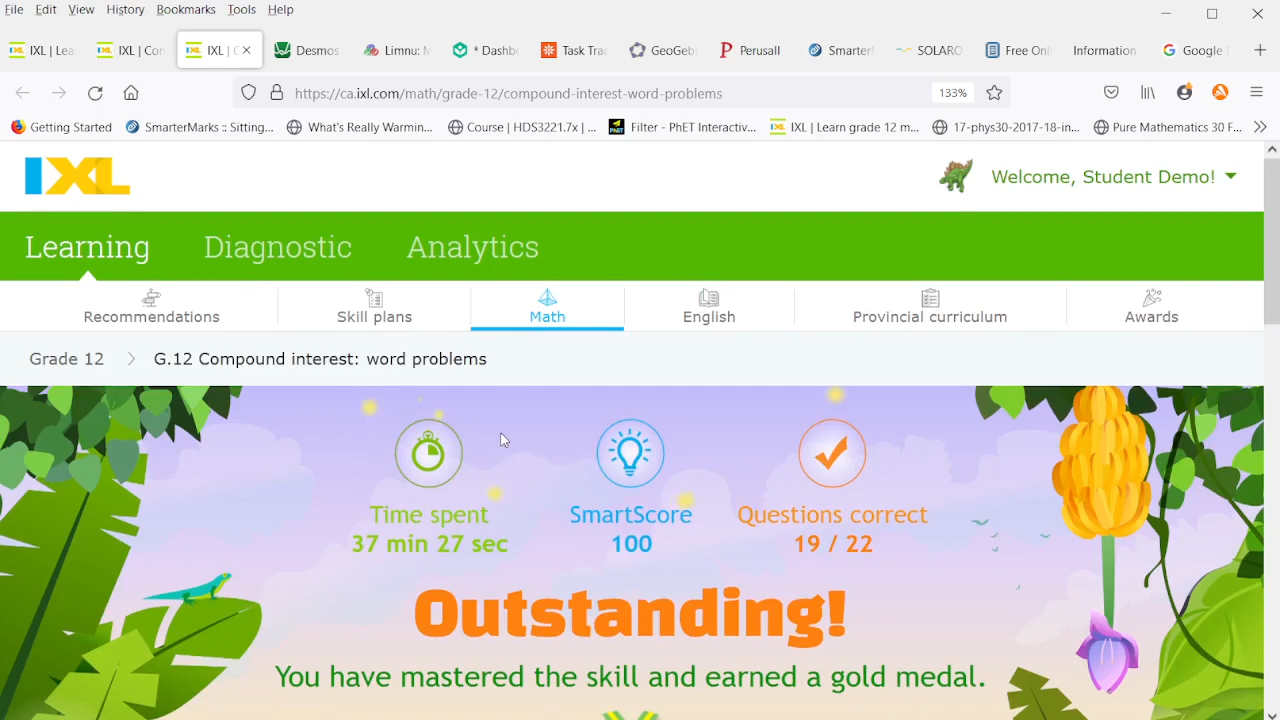 File Edit View History Bookmarks Tools Help
IXL | Lea IXL | Con IXL | C Desmos Limnu: M * Dashbo Task Trac GeoGebr Perusall Smarter! SOLARO Free Onl Information Google
https://ca.ixl.com/math/grade-12/compound-interest-word-problems 133%
Getting Started SmarterMarks :: Sitting... What's Really Warmin... Course | HDS3221.7x | ... Filter - PhET Interactiv... IXL | Learn grade 12 m... 17-phys30-2017-18-in... Pure Mathematics 30 F...
IXL Welcome, Student Demo!
Learning Diagnostic Analytics
Recommendations Skill plans Math English Provincial curriculum Awards
Grade 12 > G.12 Compound interest: word problems
Time spent SmartScore Questions correct
37 min 27 sec 100 19 / 22
Outstanding!
You have mastered the skill and earned a gold medal.